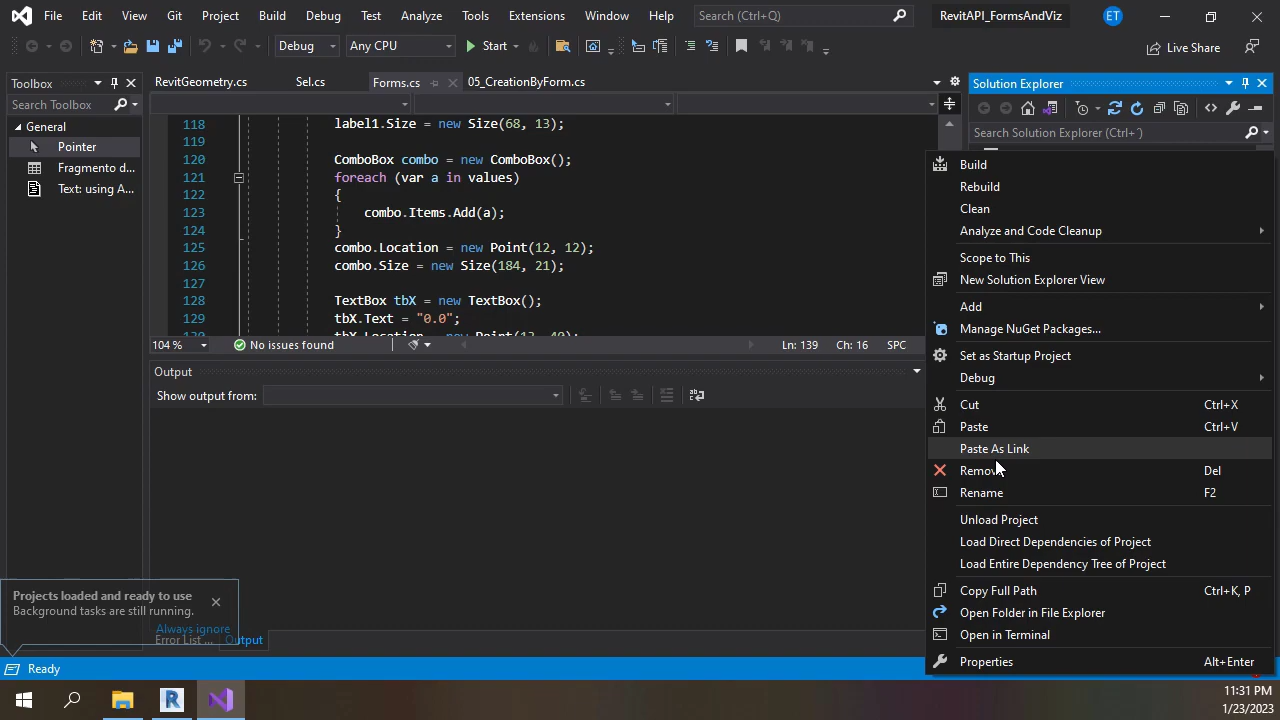 File Edit View Git Project Build Debug Test Analyze Tools Extensions Window Help Search (Ctrl+Q) RevitAPI_FormsAndViz ET
Debug Any CPU Start Live Share
Toolbox
Search Toolbox
General
Pointer
Fragmento d...
Text: using A...
RevitGeometry.cs Sel.cs Forms.cs 05_CreationByForm.cs
118 label1.Size = new Size(68, 13);
119
120 ComboBox combo = new ComboBox();
121 foreach (var a in values)
122 {
123 combo.Items.Add(a);
124 }
125 combo.Location = new Point(12, 12);
126 combo.Size = new Size(184, 21);
127
128 TextBox tbX = new TextBox();
129 tbX.Text = "0.0";
104 % No issues found Ln: 139 Ch: 16 SPC
Output
Show output from:
Solution Explorer
Search Solution Explorer (Ctrl+´)
Build
Rebuild
Clean
Analyze and Code Cleanup
Scope to This
New Solution Explorer View
Add
Manage NuGet Packages...
Set as Startup Project
Debug
Cut Ctrl+X
Paste Ctrl+V
Paste As Link
Remove Del
Rename F2
Unload Project
Load Direct Dependencies of Project
Load Entire Dependency Tree of Project
Copy Full Path Ctrl+K, P
Open Folder in File Explorer
Open in Terminal
Properties Alt+Enter
Projects loaded and ready to use
Background tasks are still running.
Always ignore
Error List ... Output
Ready
11:31 PM
1/23/2023